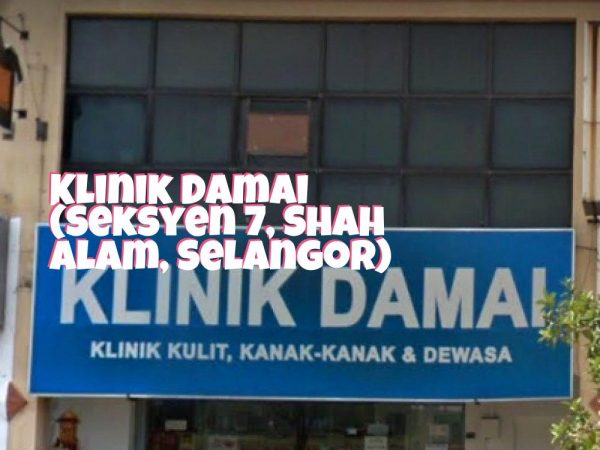 Klinik Damai
(Seksyen 7, Shah
Alam, Selangor)
KLINIK DAMAI
KLINIK KULIT, KANAK-KANAK & DEWASA